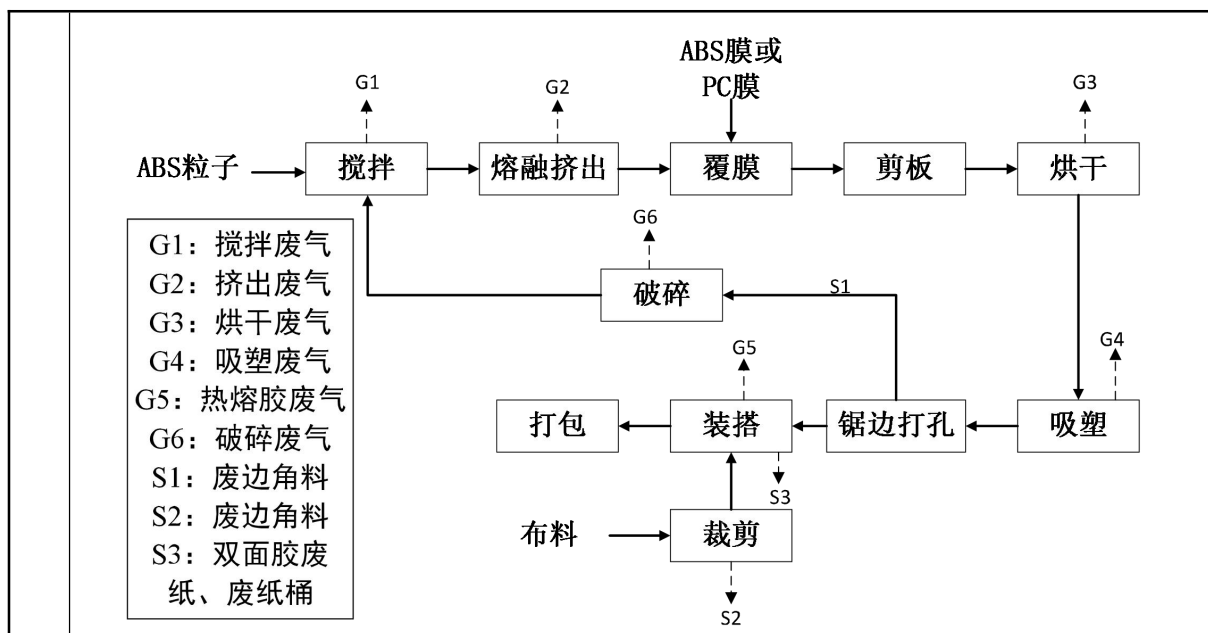 ABS膜或
PC膜
G1
G2
G3
ABS粒子
搅拌
熔融挤出
覆膜
剪板
烘干
G6
破碎
S1
G1：搅拌废气
G2：挤出废气
G3：烘干废气
G4：吸塑废气
G5：热熔胶废气
G6：破碎废气
S1：废边角料
S2：废边角料
S3：双面胶废
纸、废纸桶
G5
G4
打包
装搭
锯边打孔
吸塑
S3
布料
裁剪
S2